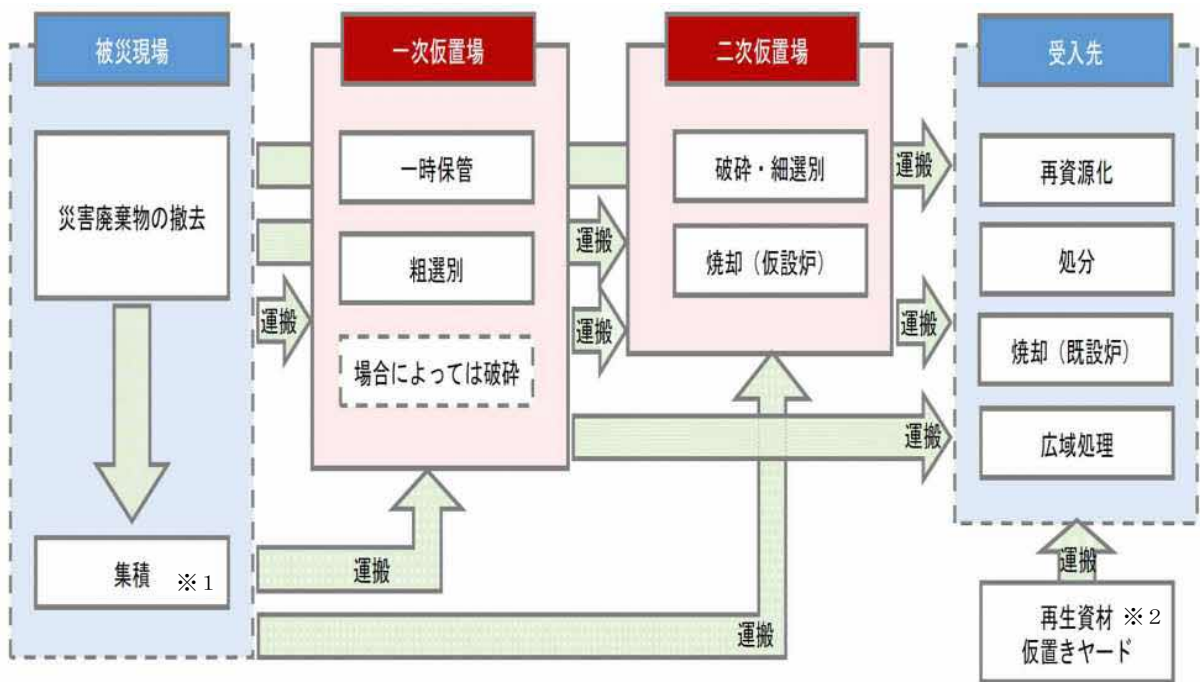 被災現場
災害廃棄物の撤去
集積 ※1
運搬
運搬
運搬
一次仮置場
一時保管
粗選別
場合によっては破砕
運搬
運搬
運搬
二次仮置場
破砕・細選別
焼却(仮設炉)
運搬
運搬
受入先
再資源化
処分
焼却(既設炉)
広域処理
運搬
再生資材 ※2
仮置きヤード